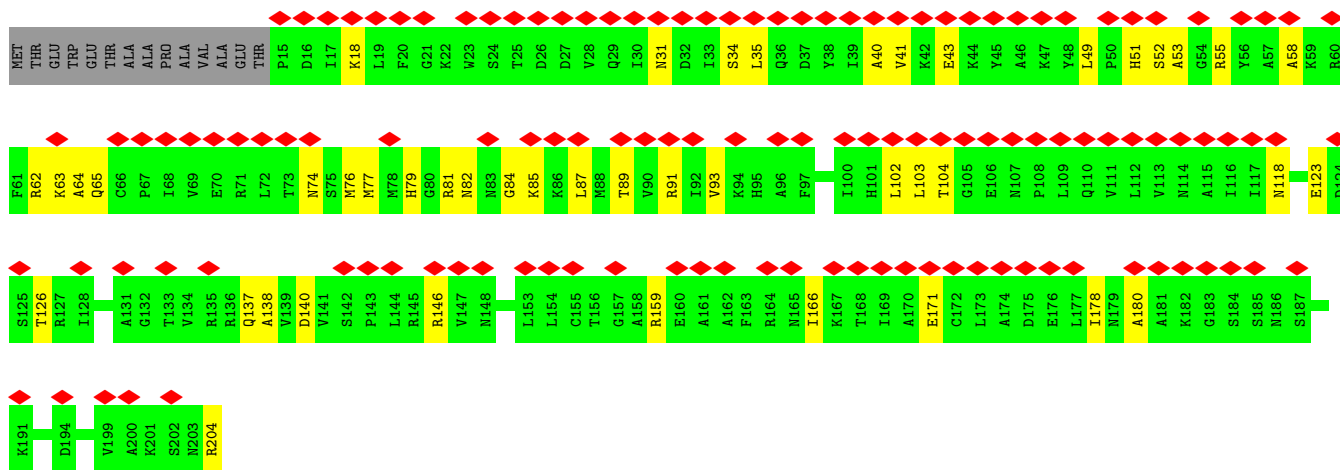 MET THR GLU TRP GLU THR ALA ALA PRO ALA VAL ALA GLU THR P15 D16 I17 K18 L19 F20 G21 K22 W23 S24 T25 D26 D27 V28 Q29 I30 N31 D32 I33 S34 L35 Q36 D37 Y38 I39 A40 V41 K42 E43 K44 Y45 A46 K47 Y48 L49 P50 H51 S52 A53 G54 R55 Y56 A57 A58 K59 R60
F61 R62 K63 A64 Q65 C66 P67 I68 V69 E70 R71 L72 T73 N74 S75 M76 M77 M78 H79 G80 R81 N82 N83 G84 K85 K86 L87 M88 T89 V90 R91 I92 V93 K94 H95 A96 F97 I100 H101 L102 L103 T104 G105 E106 N107 P108 L109 Q110 V111 L112 V113 N114 A115 I116 I117 N118 E123 D124
S125 T126 R127 I128 A131 G132 T133 V134 R135 R136 Q137 A138 V139 D140 V141 S142 P143 L144 R145 R146 V147 N148 L153 L154 C155 T156 G157 A158 R159 E160 A161 A162 F163 R164 N165 I166 K167 T168 I169 A170 E171 C172 L173 A174 D175 E176 L177 I178 N179 A180 A181 K182 G183 S184 S185 N186 S187
K191 D194 V199 A200 K201 S202 N203 R204